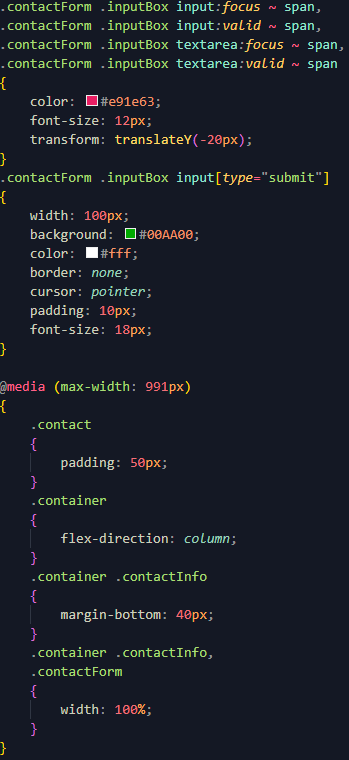 .contactForm .inputBox input:focus ~ span,
.contactForm .inputBox input:valid ~ span,
.contactForm .inputBox textarea:focus ~ span,
.contactForm .inputBox textarea:valid ~ span
{
    color: #e91e63;
    font-size: 12px;
    transform: translateY(-20px);
}
.contactForm .inputBox input[type="submit"]
{
    width: 100px;
    background: #00AA00;
    color: #fff;
    border: none;
    cursor: pointer;
    padding: 10px;
    font-size: 18px;
}

@media (max-width: 991px)
{
    .contact
    {
        padding: 50px;
    }
    .container
    {
        flex-direction: column;
    }
    .container .contactInfo
    {
        margin-bottom: 40px;
    }
    .container .contactInfo,
    .contactForm
    {
        width: 100%;
    }
}